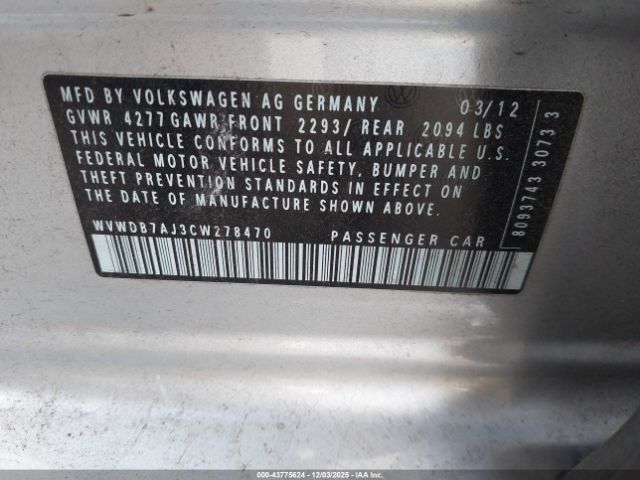 MFD BY VOLKSWAGEN AG GERMANY 03/12
GVWR 4277 GAWR FRONT 2293/ REAR 2094 LBS
THIS VEHICLE CONFORMS TO ALL APPLICABLE U.S.
FEDERAL MOTOR VEHICLE SAFETY, BUMPER AND
THEFT PREVENTION STANDARDS IN EFFECT ON
THE DATE OF MANUFACTURE SHOWN ABOVE.
WVWDB7AJ3CW278470 PASSENGER CAR
8093743 3073 3
000-43775624 - 12/03/2025 - IAA Inc.